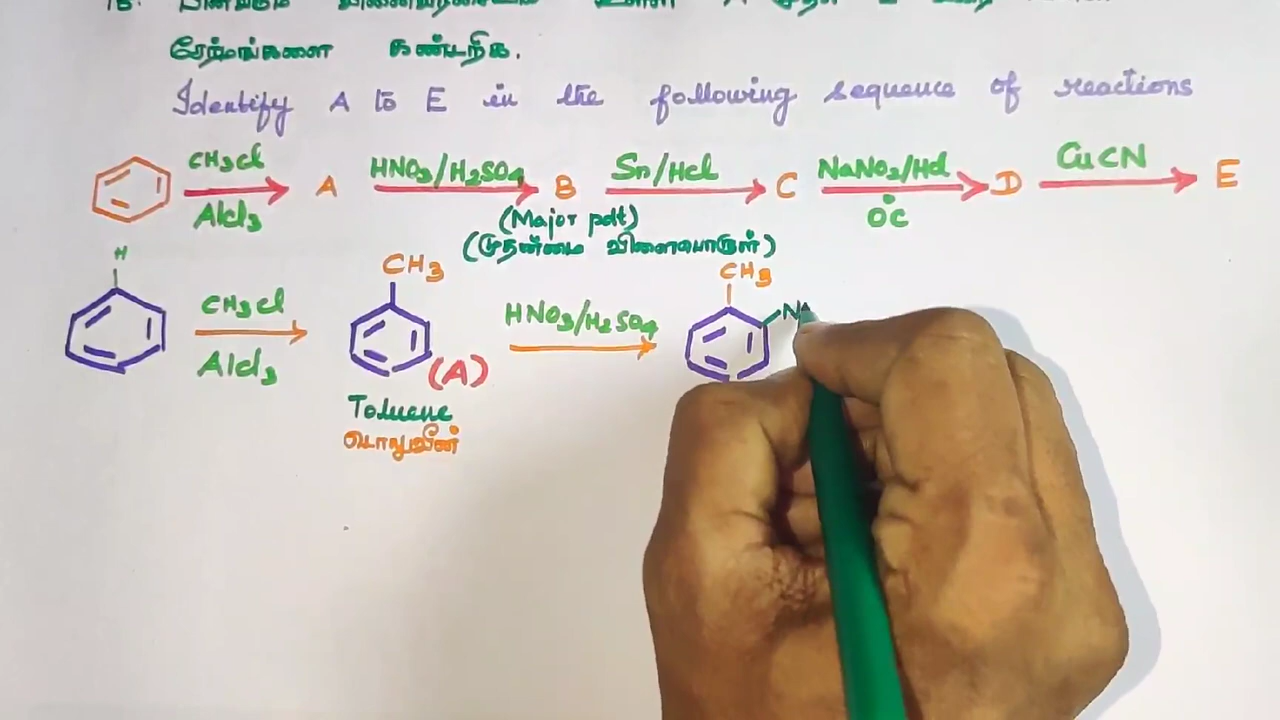 ரேர்மங்களை கண்டறிக.
Identify A to E in the following sequence of reactions
CH3Cl HNO3/H2SO4 Sn/HCl NaNO2/HCl CuCN
A B C D E
AlCl3 (Major pdt) 0°C
(முதன்மை விளைபொருள்)
H CH3 CH3
CH3Cl HNO3/H2SO4 N
AlCl3 (A)
Toluene
டொலுவீன்